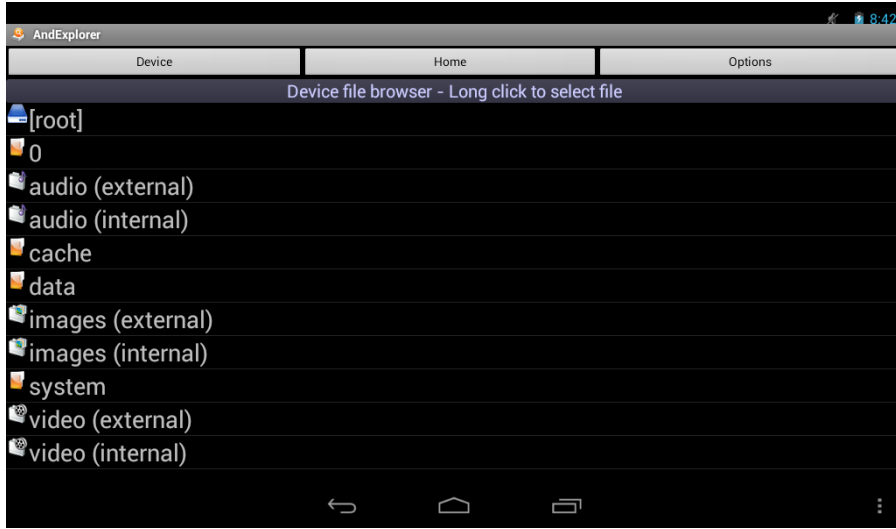 8:42
AndExplorer
Device Home Options
Device file browser - Long click to select file
[root]
0
audio (external)
audio (internal)
cache
data
images (external)
images (internal)
system
video (external)
video (internal)